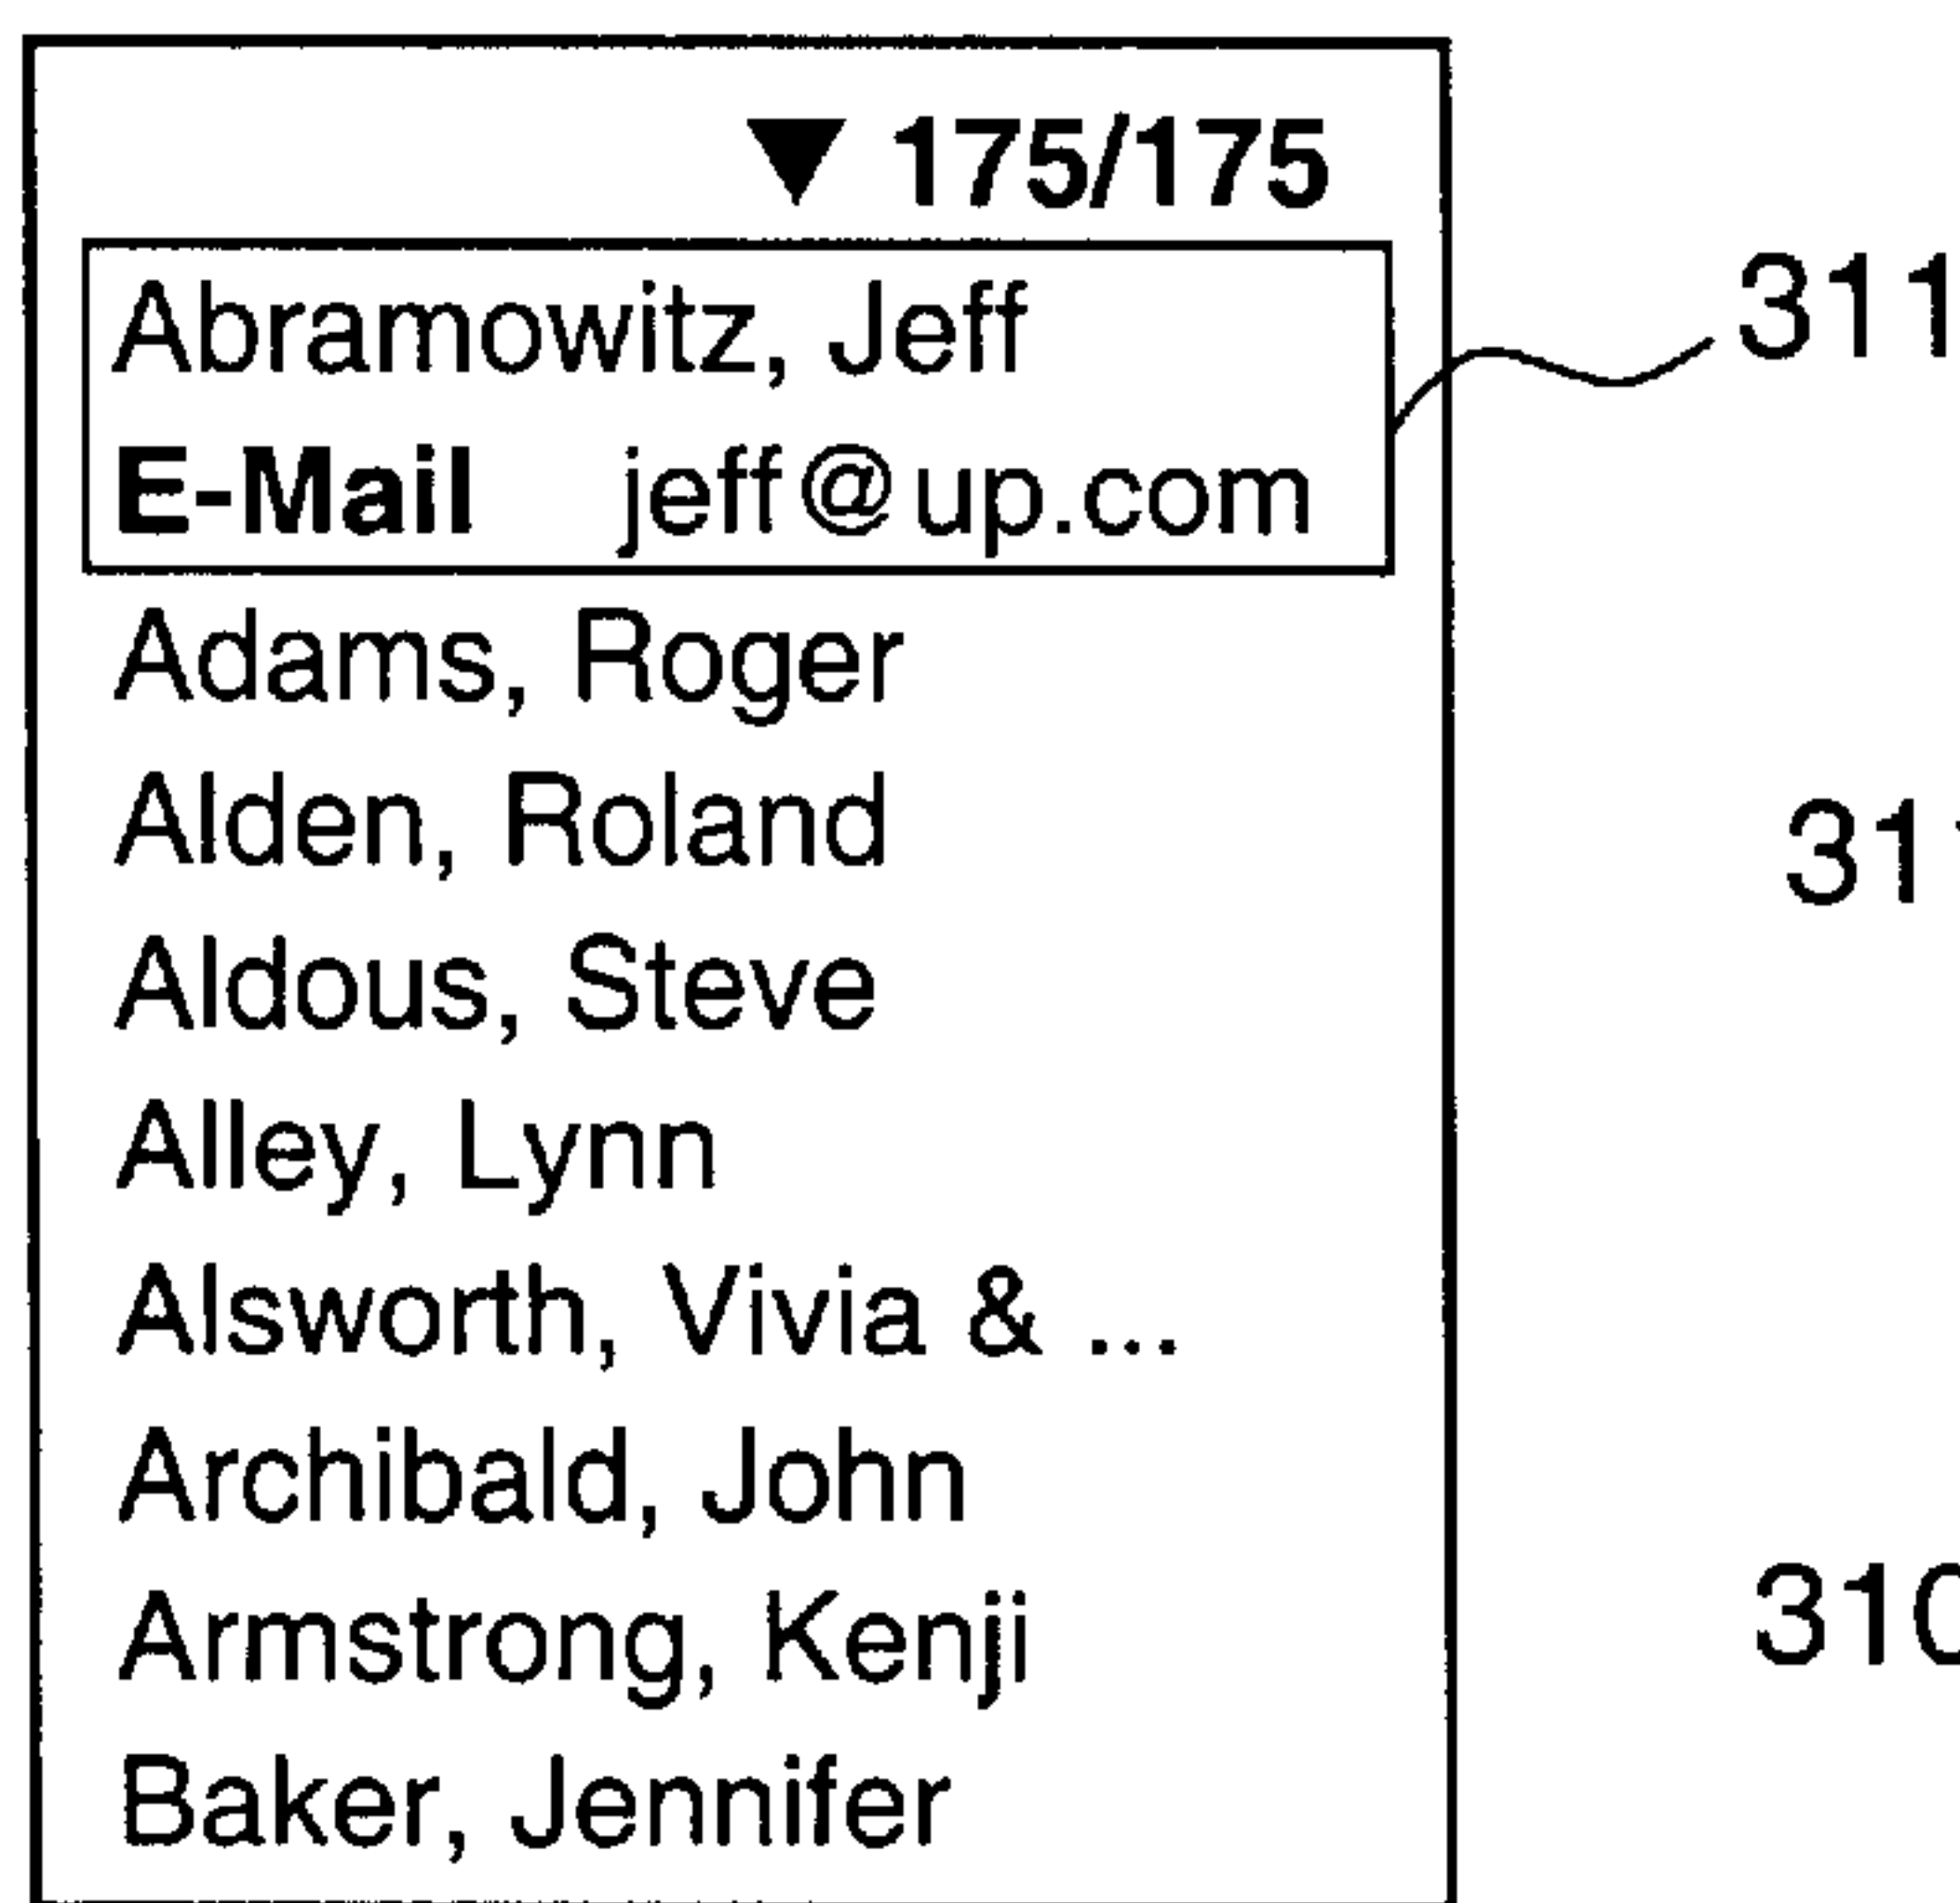 ▼ 175/175
Abramowitz, Jeff
311
E-Mail jeff@up.com
Adams, Roger
Alden, Roland
Aldous, Steve
Alley, Lynn
Alsworth, Vivia & ...
Archibald, John
Armstrong, Kenji
Baker, Jennifer